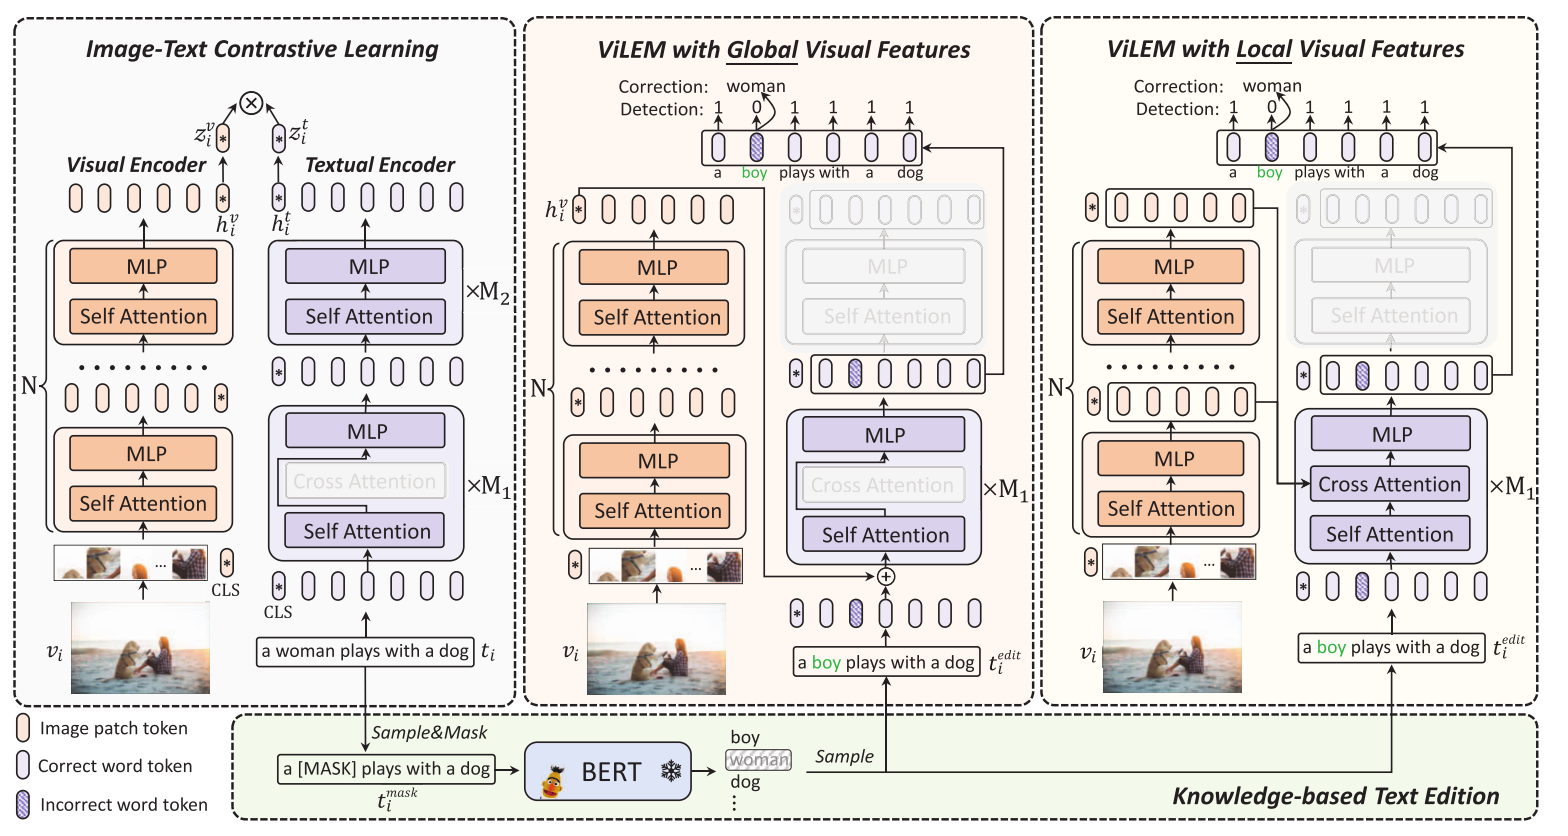 Image-Text Contrastive Learning
z_i^v
z_i^t
Visual Encoder
Textual Encoder
h_i^v
h_i^t
MLP
Self Attention
N
MLP
Self Attention
CLS
v_i
MLP
Self Attention
×M₂
MLP
Cross Attention
Self Attention
×M₁
CLS
a woman plays with a dog
t_i
ViLEM with Global Visual Features
Correction: woman
Detection: 1 0 1 1 1 1
a boy plays with a dog
h_i^v
MLP
Self Attention
N
MLP
Self Attention
v_i
MLP
Self Attention
MLP
Cross Attention
Self Attention
×M₁
a boy plays with a dog
t_i^edit
ViLEM with Local Visual Features
Correction: woman
Detection: 1 0 1 1 1 1
a boy plays with a dog
MLP
Self Attention
N
MLP
Self Attention
v_i
MLP
Self Attention
MLP
Cross Attention
Self Attention
×M₁
a boy plays with a dog
t_i^edit
Image patch token
Correct word token
Incorrect word token
Sample&Mask
a [MASK] plays with a dog
t_i^mask
BERT
boy
woman
dog
Sample
Knowledge-based Text Edition